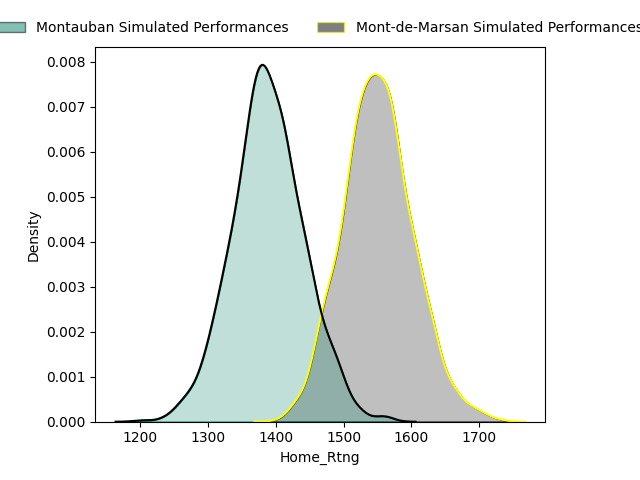 Montauban Simulated Performances Mont-de-Marsan Simulated Performances
0.008
0.007
0.006
0.005
0.004
0.003
0.002
0.001
0.000
Density
1200 1300 1400 1500 1600 1700
Home_Rtng